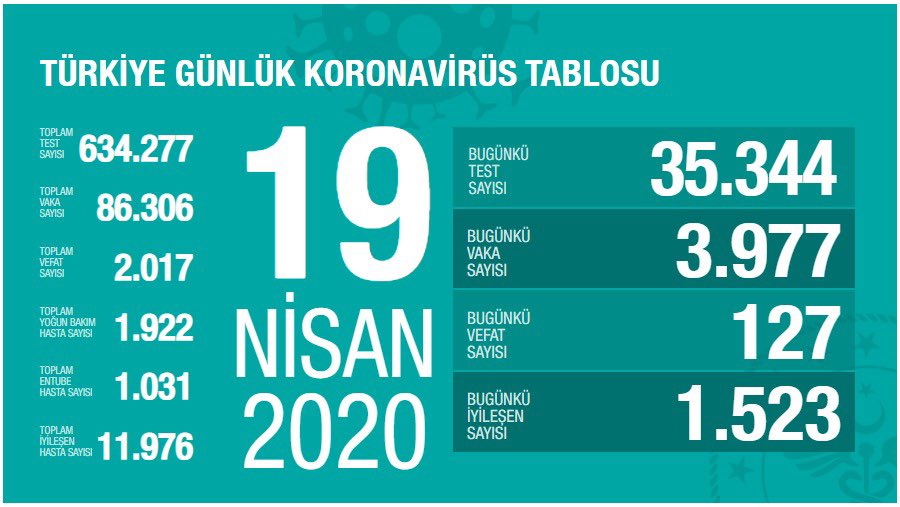 TÜRKİYE GÜNLÜK KORONAVİRÜS TABLOSU
TOPLAM
TEST
SAYISI
634.277
TOPLAM
VAKA
SAYISI
86.306
TOPLAM
VEFAT
SAYISI
2.017
TOPLAM
YOĞUN BAKIM
HASTA SAYISI
1.922
TOPLAM
ENTUBE
HASTA SAYISI
1.031
TOPLAM
İYİLEŞEN
HASTA SAYISI
11.976
19
NİSAN
2020
BUGÜNKÜ
TEST
SAYISI
35.344
BUGÜNKÜ
VAKA
SAYISI
3.977
BUGÜNKÜ
VEFAT
SAYISI
127
BUGÜNKÜ
İYİLEŞEN
SAYISI
1.523